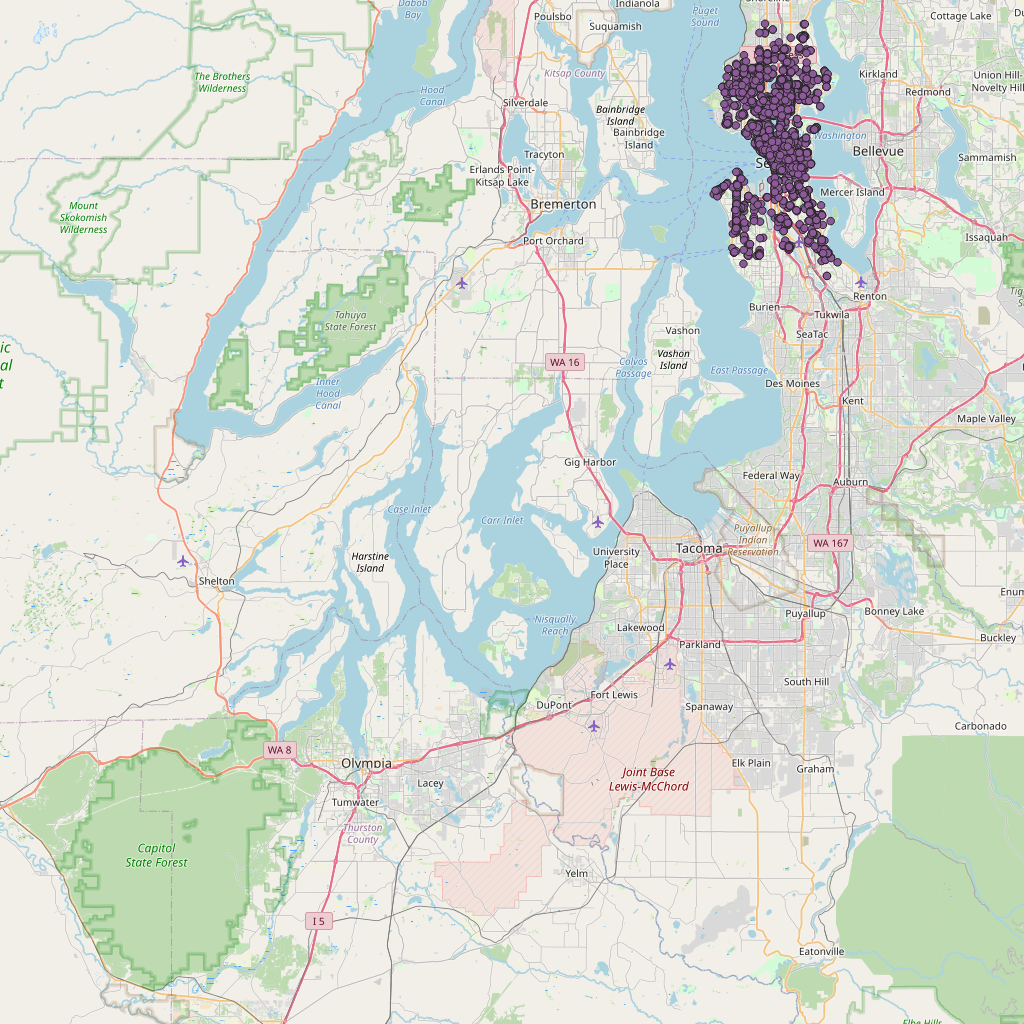 Dabob
Bay
Poulsbo
Indianola
Suquamish
Puget
Sound
Shoreline
Cottage Lake
The Brothers
Wilderness
Kitsap County
Kirkland
Union Hill-
Novelty Hill
Hood
Canal
Silverdale
Redmond
Bainbridge
Island
Bainbridge
Island
Washington
Bellevue
Tracyton
Sammamish
Erlands Point-
Kitsap Lake
Se
Mercer Island
Mount
Skokomish
Wilderness
Bremerton
Port Orchard
Issaquah
Renton
Burien
Tukwila
Tahuya
State Forest
Vashon
SeaTac
Vashon
Island
WA 16
Colvos
Passage
East Passage
Inner
Hood
Canal
Des Moines
Kent
Maple Valley
Gig Harbor
Federal Way
Auburn
Case Inlet
Carr Inlet
Puyallup
Indian
Reservation
WA 167
Harstine
Island
University
Place
Tacoma
Shelton
Puyallup
Bonney Lake
Nisqually
Reach
Lakewood
Parkland
Buckley
South Hill
DuPont
Fort Lewis
Spanaway
Carbonado
WA 8
Olympia
Elk Plain
Graham
Lacey
Joint Base
Lewis-McChord
Tumwater
Thurston
County
Capitol
State Forest
Yelm
I 5
Eatonville
Elbe Hills